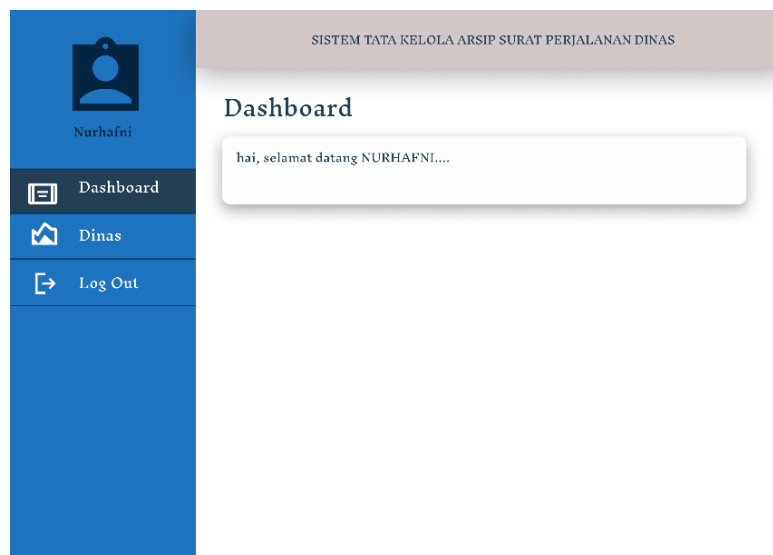 SISTEM TATA KELOLA ARSIP SURAT PERJALANAN DINAS
Nurhafni
Dashboard
Dinas
Log Out
Dashboard
hai, selamat datang NURHAFNI....